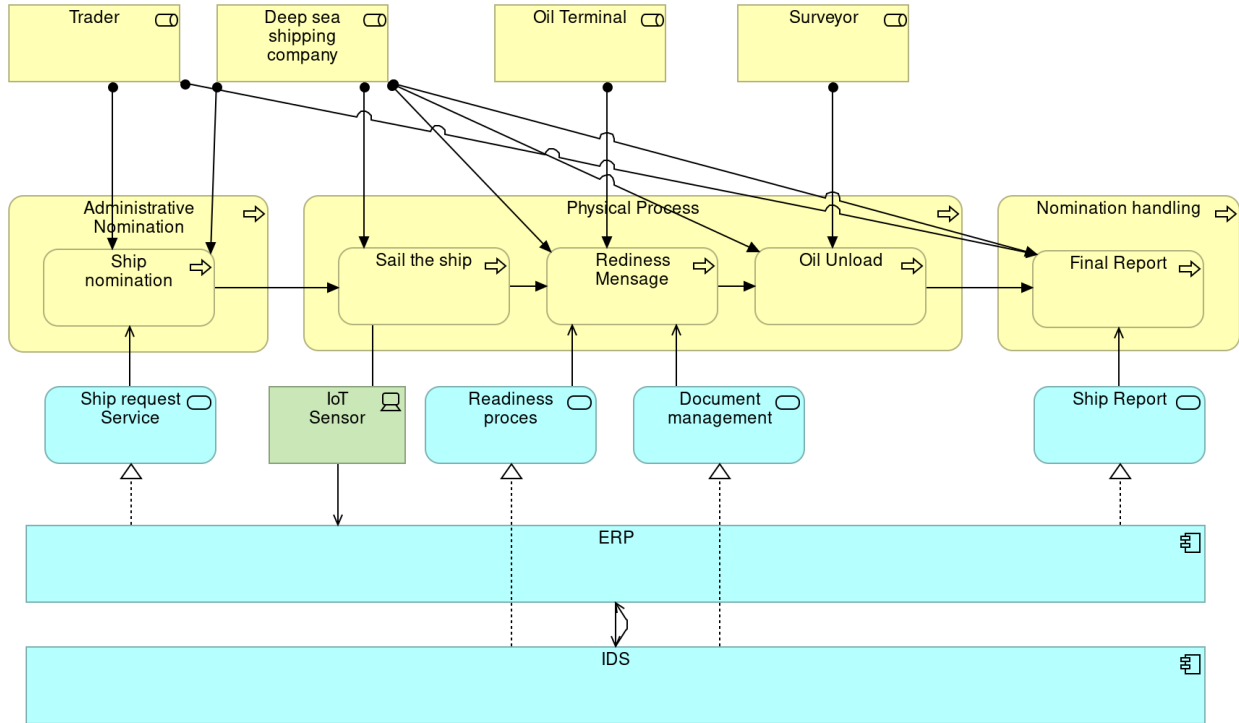 Trader
Deep sea
shipping
company
Oil Terminal
Surveyor
Administrative
Nomination
Physical Process
Nomination handling
Ship
nomination
Sail the ship
Rediness
Mensage
Oil Unload
Final Report
Ship request
Service
IoT
Sensor
Readiness
proces
Document
management
Ship Report
ERP
IDS